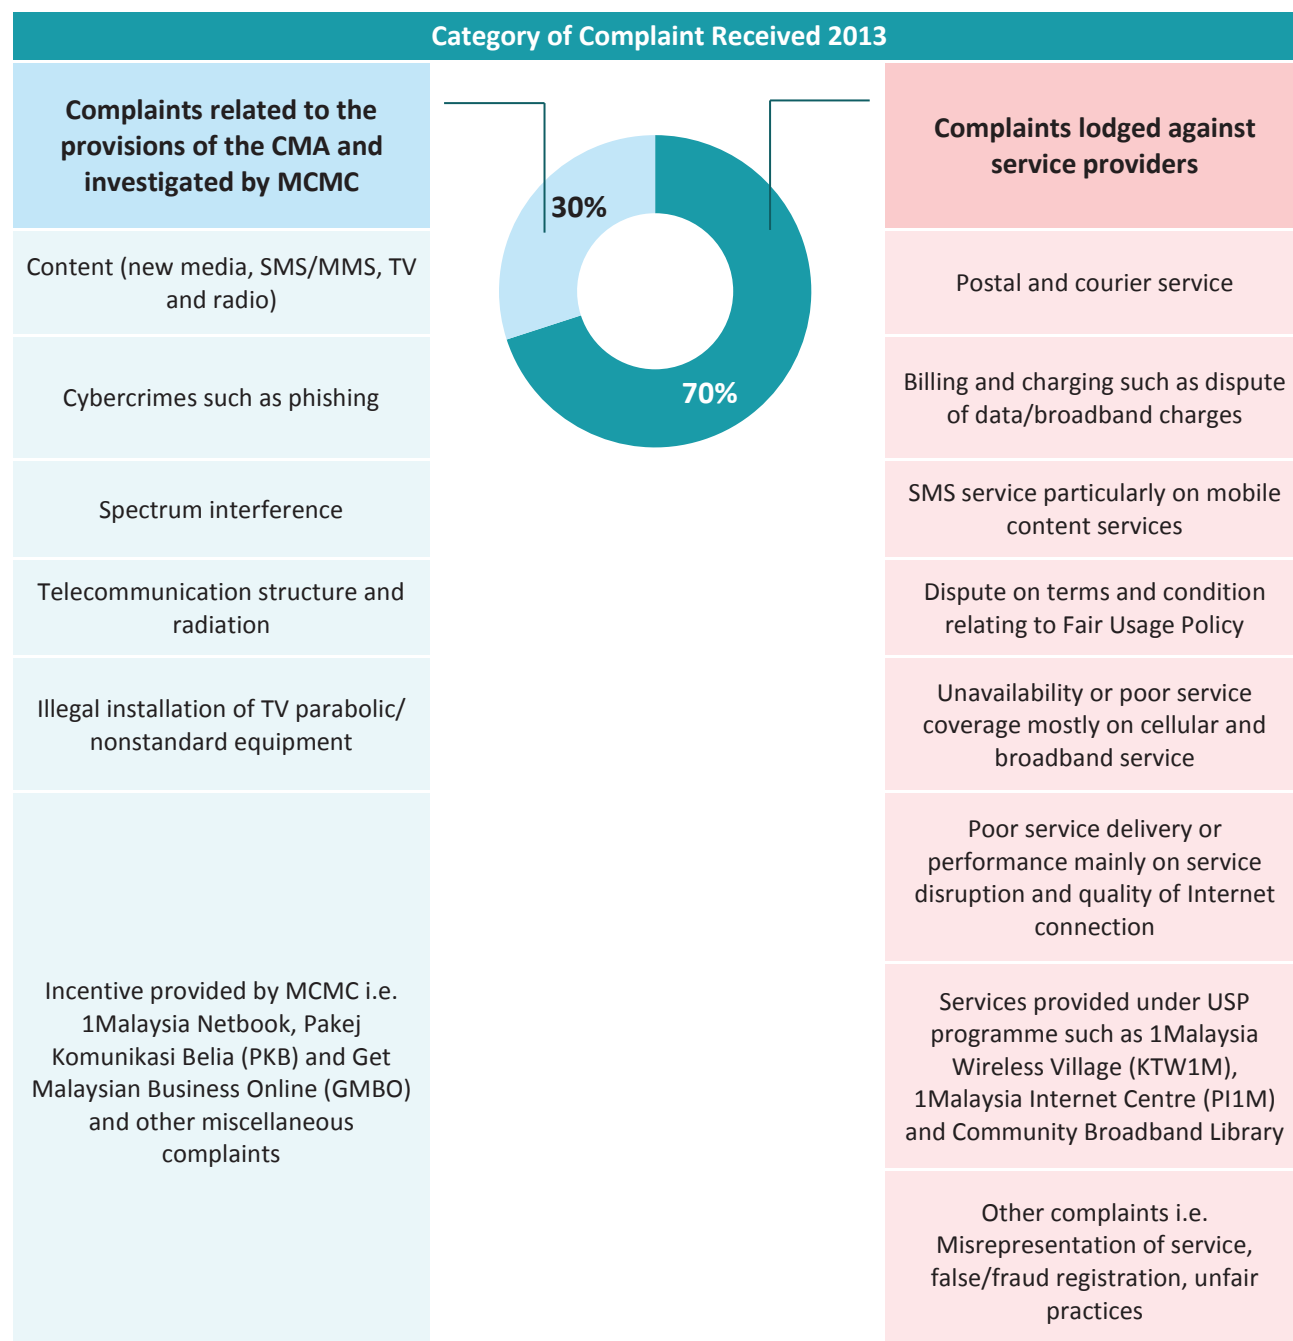 Category of Complaint Received 2013
Complaints related to the
provisions of the CMA and
investigated by MCMC
Content (new media, SMS/MMS, TV
and radio)
Cybercrimes such as phishing
Spectrum interference
Telecommunication structure and
radiation
Illegal installation of TV parabolic/
nonstandard equipment
Incentive provided by MCMC i.e.
1Malaysia Netbook, Pakej
Komunikasi Belia (PKB) and Get
Malaysian Business Online (GMBO)
and other miscellaneous
complaints
30%
70%
Complaints lodged against
service providers
Postal and courier service
Billing and charging such as dispute
of data/broadband charges
SMS service particularly on mobile
content services
Dispute on terms and condition
relating to Fair Usage Policy
Unavailability or poor service
coverage mostly on cellular and
broadband service
Poor service delivery or
performance mainly on service
disruption and quality of Internet
connection
Services provided under USP
programme such as 1Malaysia
Wireless Village (KTW1M),
1Malaysia Internet Centre (PI1M)
and Community Broadband Library
Other complaints i.e.
Misrepresentation of service,
false/fraud registration, unfair
practices